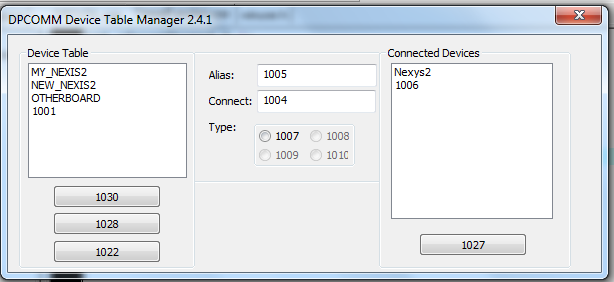 DPCOMM Device Table Manager 2.4.1
Device Table
MY_NEXIS2
NEW_NEXIS2
OTHERBOARD
1001
1030
1028
1022
Alias: 1005
Connect: 1004
Type:
1007 1008
1009 1010
Connected Devices
Nexys2
1006
1027